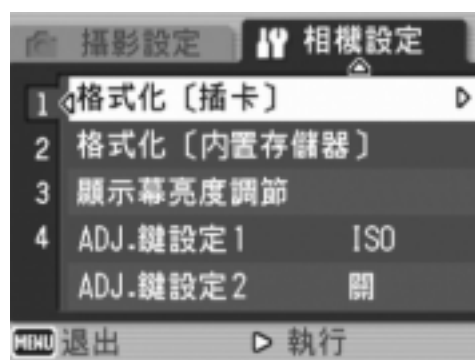 攝影設定 相機設定
1 格式化〔插卡〕
2 格式化〔內置存儲器〕
3 顯示幕亮度調節
4 ADJ.鍵設定1 ISO
ADJ.鍵設定2 關
MENU 退出 執行